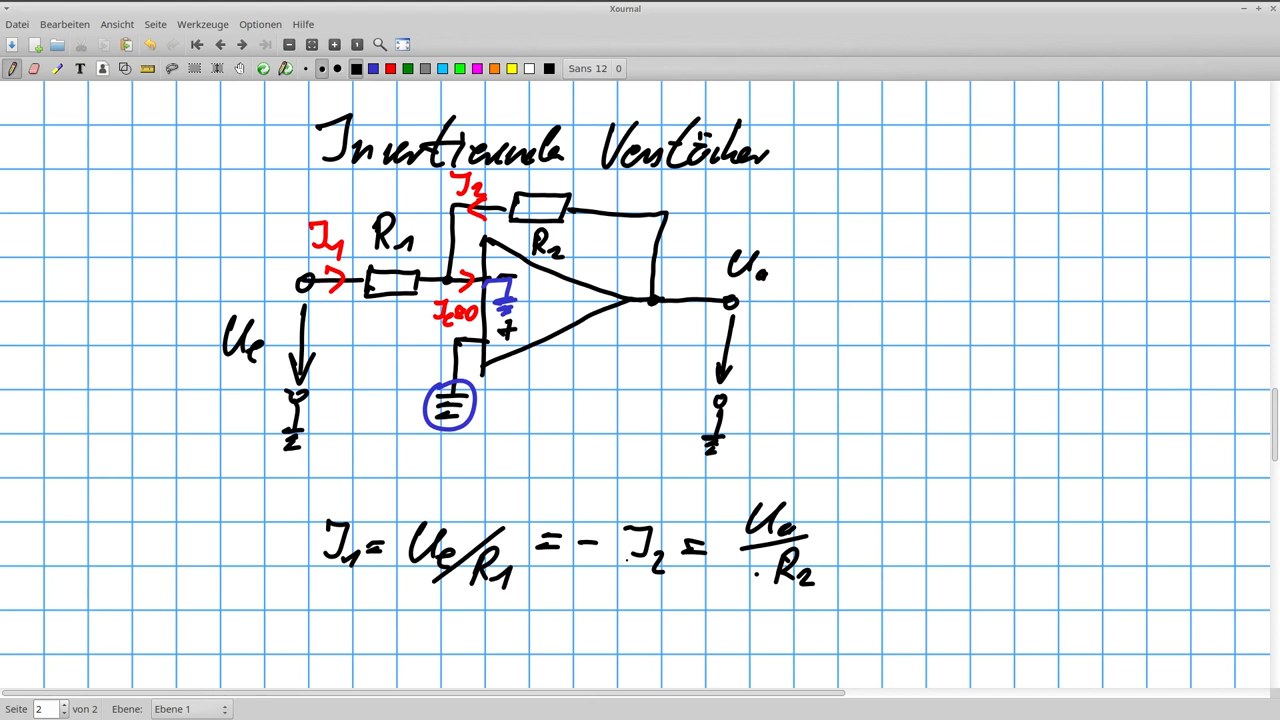 Xournal
Datei Bearbeiten Ansicht Seite Werkzeuge Optionen Hilfe
Sans 12 0
Invertierende Verstärker
I2
I1 R1 R2 Ua
-
Ue +
I1 = Ue/R1 = - I2 = Ua/R2
Seite 2 von 2 Ebene: Ebene 1